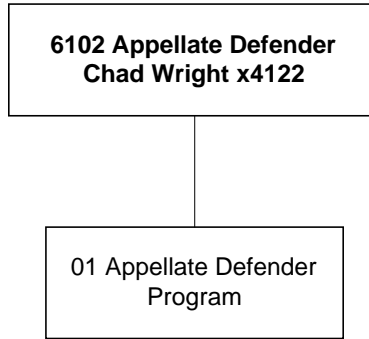 6102 Appellate Defender
Chad Wright x4122
01 Appellate Defender
Program